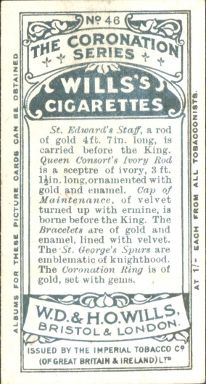 No. 46
THE CORONATION
SERIES
WILLS'S
CIGARETTES
St. Edward's Staff, a rod
of gold 4ft. 7in. long, is
carried before the King.
Queen Consort's Ivory Rod
is a sceptre of ivory, 3 ft.
1½in. long, ornamented with
gold and enamel. Cap of
Maintenance, of velvet
turned up with ermine, is
borne before the King. The
Bracelets are of gold and
enamel, lined with velvet.
The St. George's Spurs are
emblematic of knighthood.
The Coronation Ring is of
gold, set with gems.
W.D. & H.O. WILLS,
BRISTOL & LONDON.
ISSUED BY THE IMPERIAL TOBACCO Co
(OF GREAT BRITAIN & IRELAND) LTD
ALBUMS FOR THESE PICTURE CARDS CAN BE OBTAINED
AT 1/- EACH FROM ALL TOBACCONISTS.